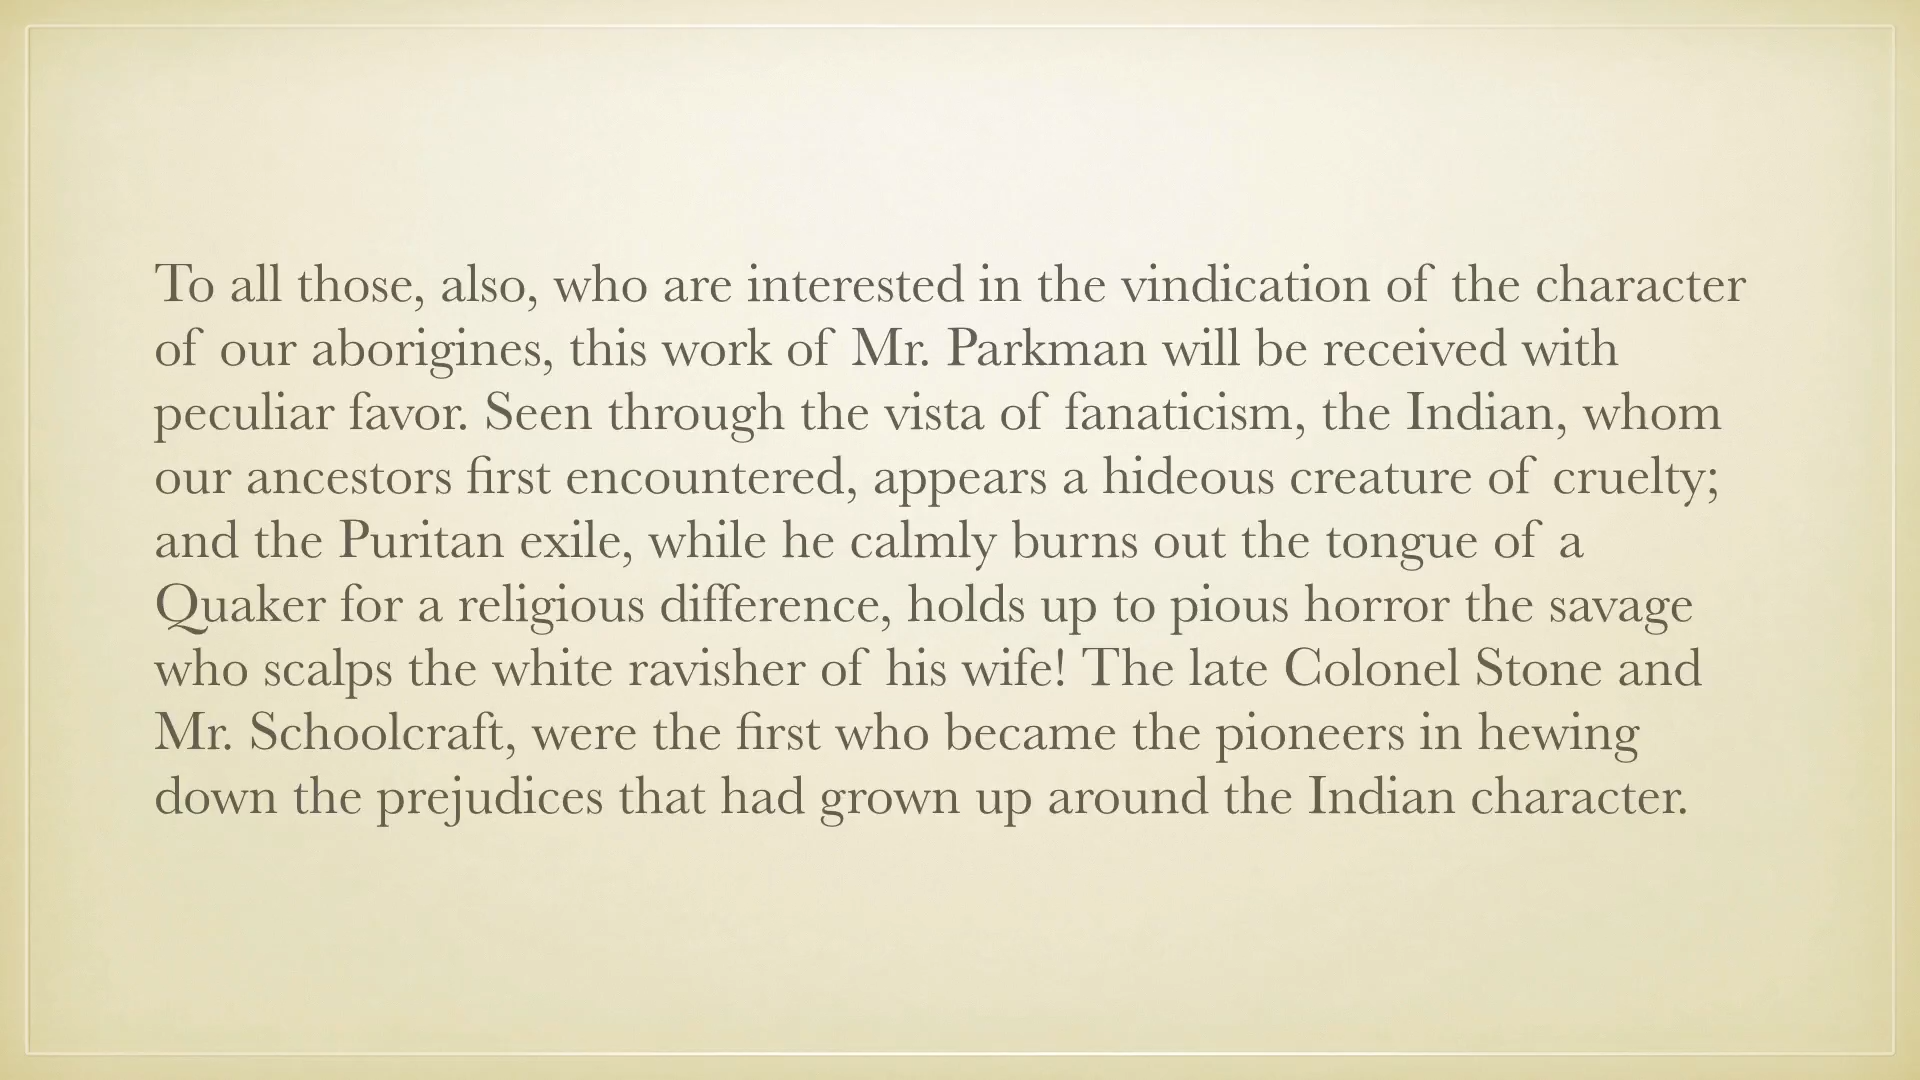 To all those, also, who are interested in the vindication of the character
of our aborigines, this work of Mr. Parkman will be received with
peculiar favor. Seen through the vista of fanaticism, the Indian, whom
our ancestors first encountered, appears a hideous creature of cruelty;
and the Puritan exile, while he calmly burns out the tongue of a
Quaker for a religious difference, holds up to pious horror the savage
who scalps the white ravisher of his wife! The late Colonel Stone and
Mr. Schoolcraft, were the first who became the pioneers in hewing
down the prejudices that had grown up around the Indian character.